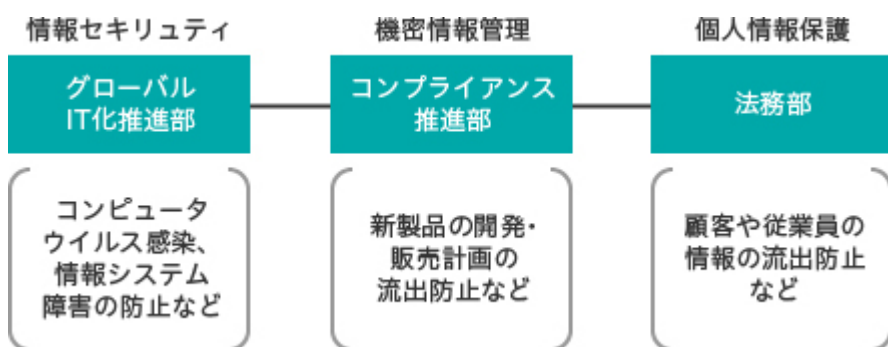 情報セキュリティ
グローバル
IT化推進部
コンピュータ
ウイルス感染、
情報システム
障害の防止など
機密情報管理
コンプライアンス
推進部
新製品の開発・
販売計画の
流出防止など
個人情報保護
法務部
顧客や従業員の
情報の流出防止
など